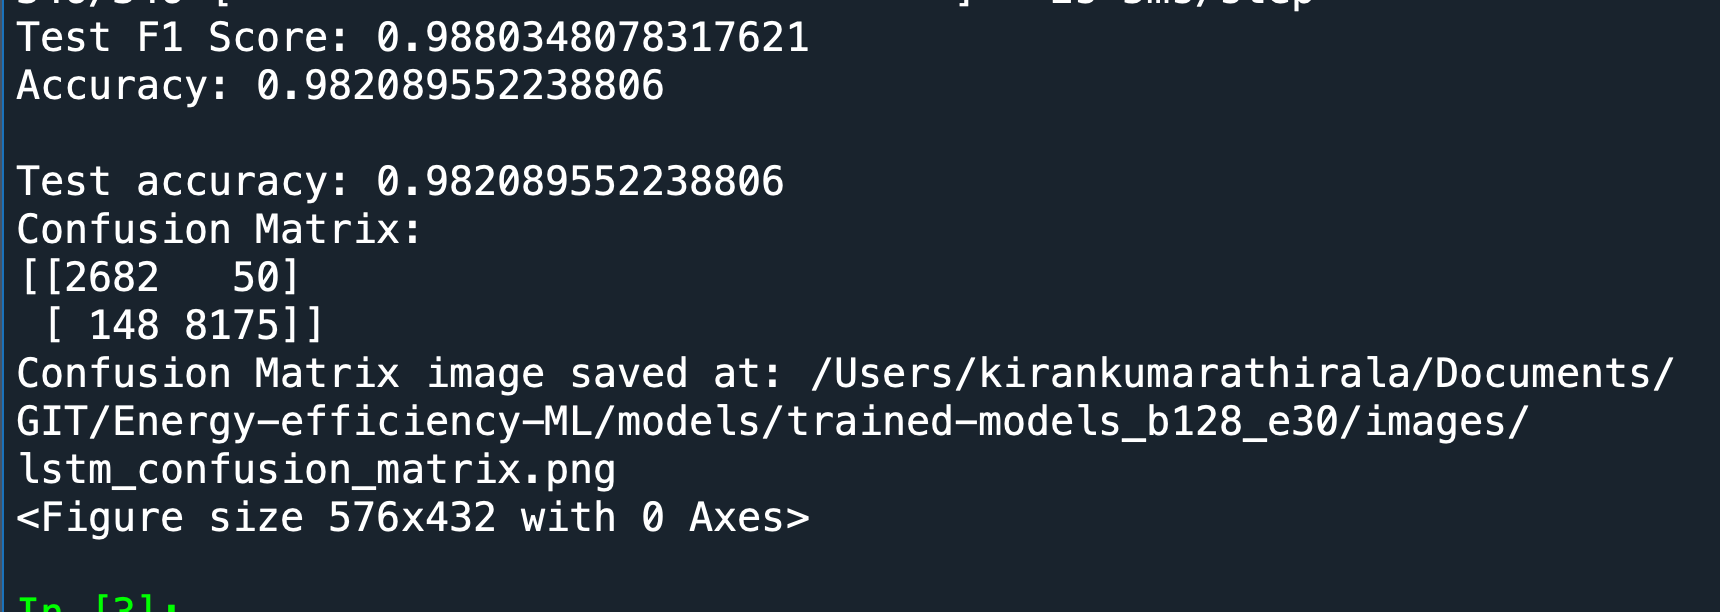 Test F1 Score: 0.9880348078317621
Accuracy: 0.982089552238806
Test accuracy: 0.982089552238806
Confusion Matrix:
[[2682   50]
 [ 148 8175]]
Confusion Matrix image saved at: /Users/kirankumarathirala/Documents/
GIT/Energy-efficiency-ML/models/trained-models_b128_e30/images/
lstm_confusion_matrix.png
<Figure size 576x432 with 0 Axes>
In [3]: